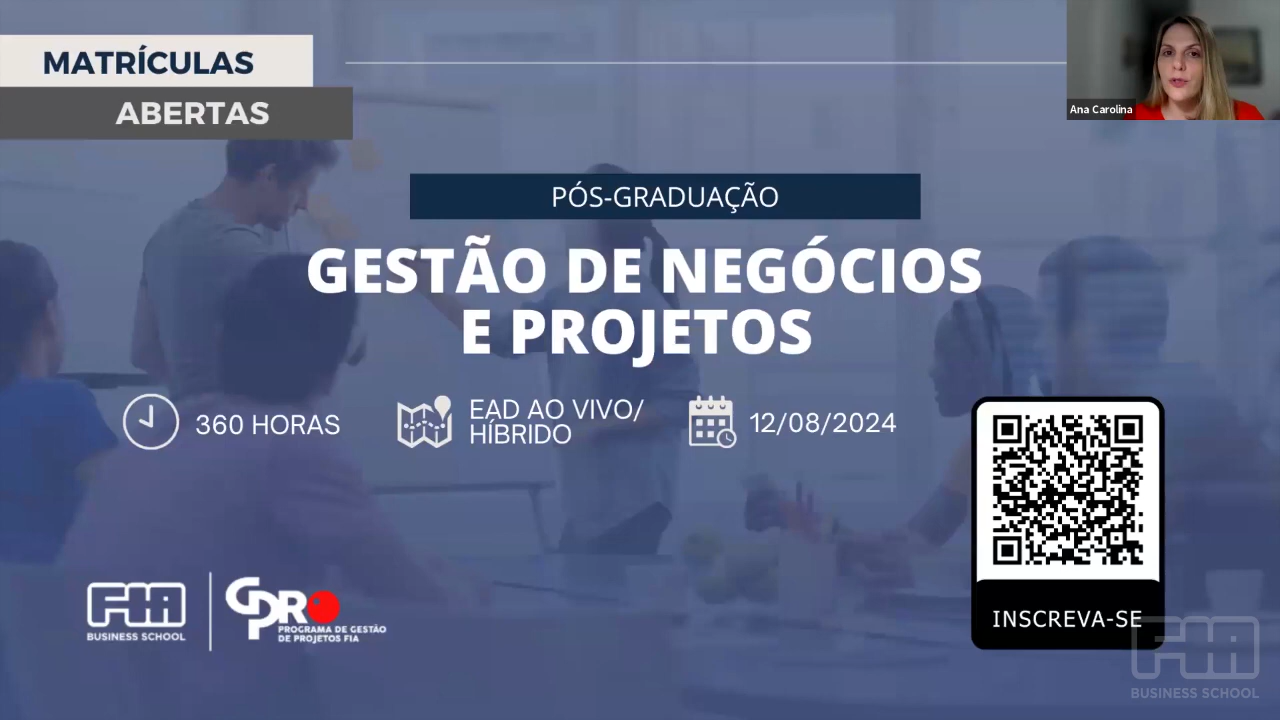 MATRÍCULAS
ABERTAS
Ana Carolina
PÓS-GRADUAÇÃO
GESTÃO DE NEGÓCIOS
E PROJETOS
360 HORAS
EAD AO VIVO/
HÍBRIDO
12/08/2024
INSCREVA-SE
FIA
BUSINESS SCHOOL
GPRO
PROGRAMA DE GESTÃO
DE PROJETOS FIA
FIA
BUSINESS SCHOOL